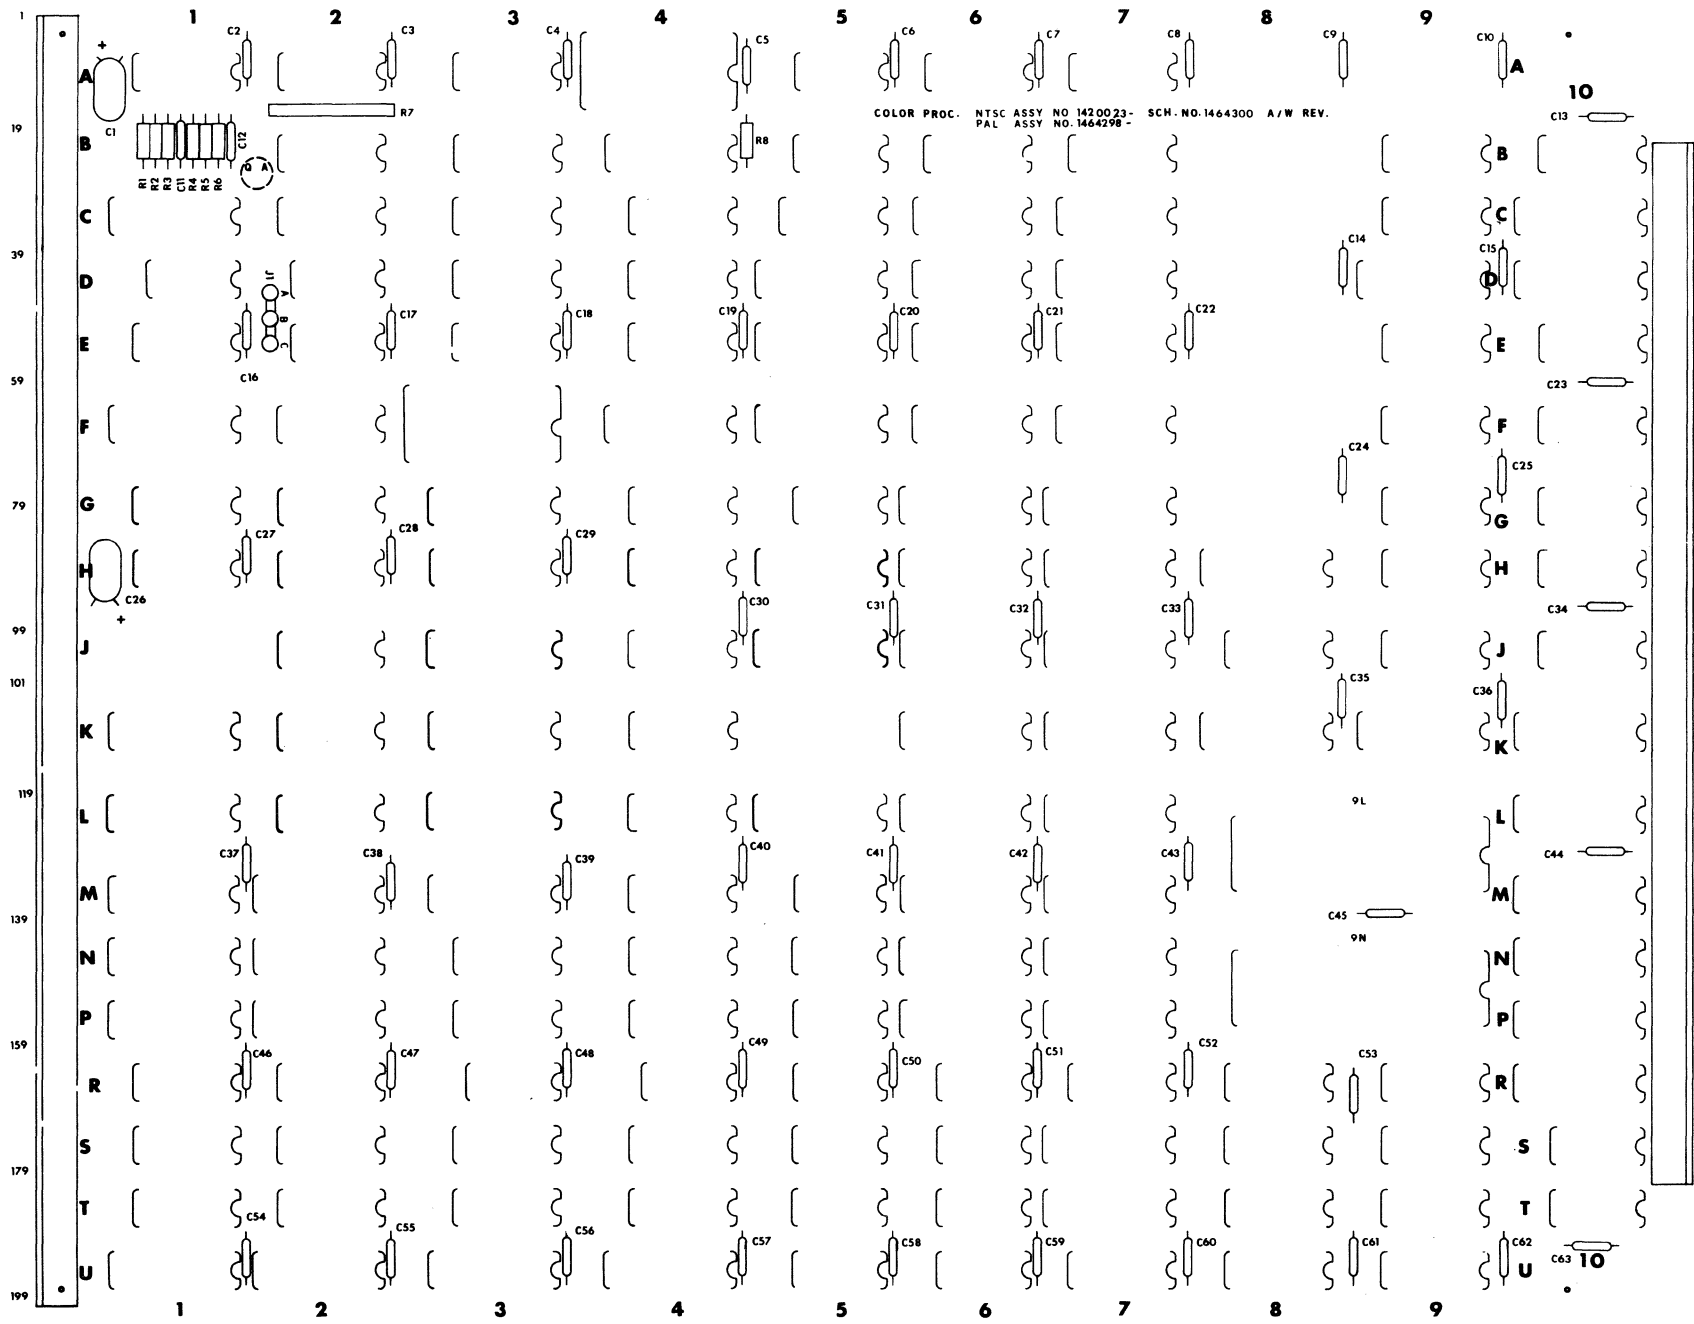 1 1 2 3 4 5 6 7 8 9
C2 C3 C4 C5 C6 C7 C8 C9 C10
+
A A
10
C1 R7
COLOR PROC. NTSC ASSY NO 1420023- SCH. NO. 1464300 A/W REV.
PAL ASSY NO. 1464298 -
C13
19
B C12 R8 B
Q A
R1 R2 R3 C11 R4 R5 R6
C C
C14 C15
39
D J1 A D
B
C17 C18 C19 C20 C21 C22
E C E
C16
59 C23
F F
C24 C25
79 G G
C27 C28 C29
H H
C26 C30 C31 C32 C33 C34
+
99
J J
101 C35 C36
K K
119 9L
L L
C37 C38 C39 C40 C41 C42 C43 C44
M M
139 C45
9N
N N
P P
159 C46 C47 C48 C49 C50 C51 C52 C53
R R
S S
179
T T
C54 C55 C56 C57 C58 C59 C60 C61 C62 C63 10
U U
199
1 2 3 4 5 6 7 8 9